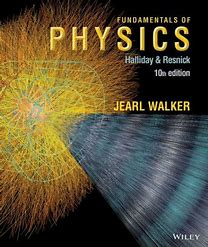 FUNDAMENTALS OF
PHYSICS
Halliday & Resnick
10th edition
JEARL WALKER
WILEY